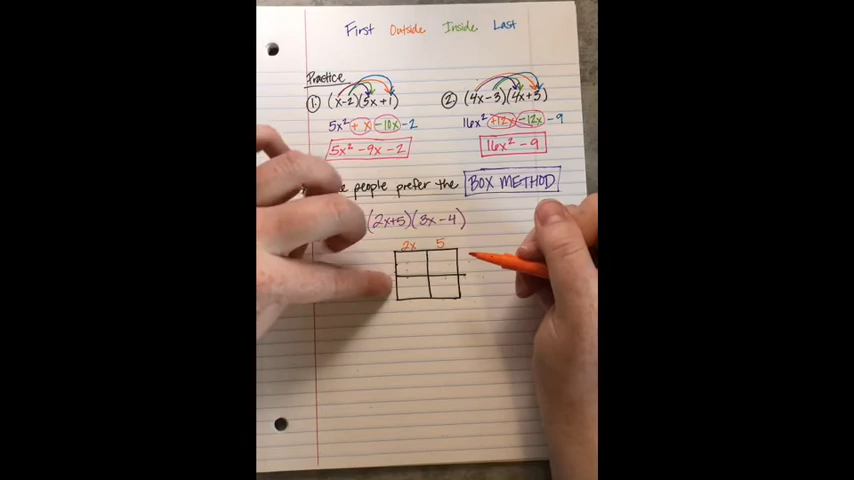 First Outside Inside Last
Practice
1. (x-2)(5x+1)
5x² + x - 10x - 2
5x² - 9x - 2
2 (4x-3)(4x+3)
16x² +12x -12x -9
16x² - 9
people prefer the BOX METHOD
(2x+5)(3x-4)
2x 5